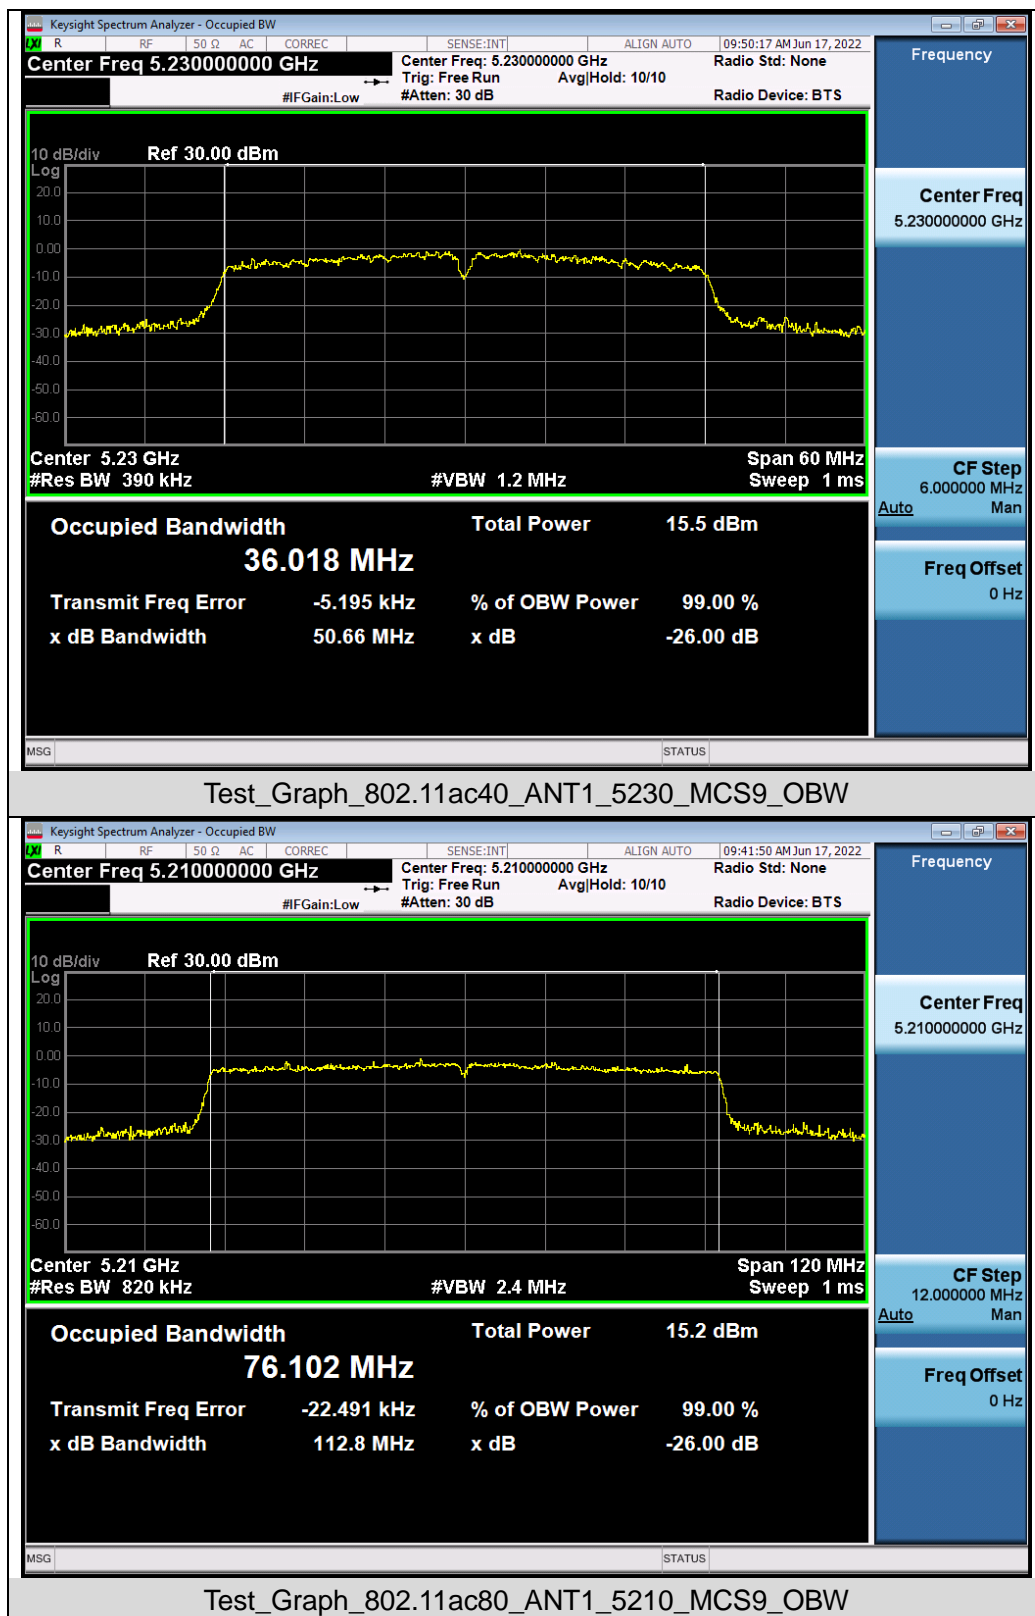 Keysight Spectrum Analyzer - Occupied BW
LXI R RF 50 Ω AC CORREC SENSE:INT ALIGN AUTO 09:50:17 AM Jun 17, 2022
Center Freq 5.230000000 GHz
Center Freq: 5.230000000 GHz
Radio Std: None
Trig: Free Run Avg|Hold: 10/10
#IFGain:Low
#Atten: 30 dB
Radio Device: BTS
Frequency
10 dB/div Ref 30.00 dBm
Log
20.0
10.0
0.00
-10.0
-20.0
-30.0
-40.0
-50.0
-60.0
Center Freq
5.230000000 GHz
Center 5.23 GHz Span 60 MHz
#Res BW 390 kHz #VBW 1.2 MHz Sweep 1 ms
CF Step
6.000000 MHz
Auto Man
Freq Offset
0 Hz
Occupied Bandwidth Total Power 15.5 dBm
36.018 MHz
Transmit Freq Error -5.195 kHz % of OBW Power 99.00 %
x dB Bandwidth 50.66 MHz x dB -26.00 dB
MSG STATUS
Test_Graph_802.11ac40_ANT1_5230_MCS9_OBW
Keysight Spectrum Analyzer - Occupied BW
LXI R RF 50 Ω AC CORREC SENSE:INT ALIGN AUTO 09:41:50 AM Jun 17, 2022
Center Freq 5.210000000 GHz
Center Freq: 5.210000000 GHz
Radio Std: None
Trig: Free Run Avg|Hold: 10/10
#IFGain:Low
#Atten: 30 dB
Radio Device: BTS
Frequency
10 dB/div Ref 30.00 dBm
Log
20.0
10.0
0.00
-10.0
-20.0
-30.0
-40.0
-50.0
-60.0
Center Freq
5.210000000 GHz
Center 5.21 GHz Span 120 MHz
#Res BW 820 kHz #VBW 2.4 MHz Sweep 1 ms
CF Step
12.000000 MHz
Auto Man
Freq Offset
0 Hz
Occupied Bandwidth Total Power 15.2 dBm
76.102 MHz
Transmit Freq Error -22.491 kHz % of OBW Power 99.00 %
x dB Bandwidth 112.8 MHz x dB -26.00 dB
MSG STATUS
Test_Graph_802.11ac80_ANT1_5210_MCS9_OBW